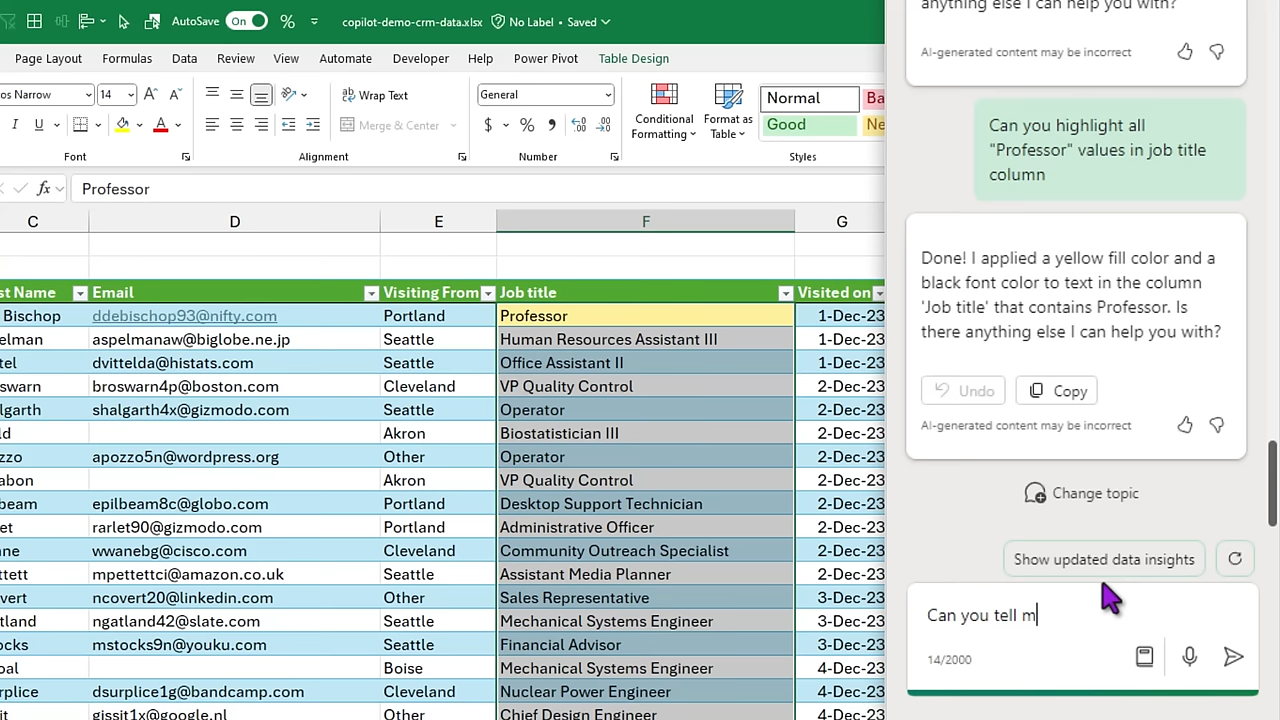 AutoSave On % copilot-demo-crm-data.xlsx No Label • Saved
Page Layout Formulas Data Review View Automate Developer Help Power Pivot Table Design
os Narrow 14 A A Wrap Text General Conditional Formatting Format as Table Normal Ba
I U A Merge & Center $ % , Good Ne
Font Alignment Number Styles
fx Professor
C D E F G
st Name Email Visiting From Job title Visited on
Bischop ddebischop93@nifty.com Portland Professor 1-Dec-23
elman aspelmanaw@biglobe.ne.jp Seattle Human Resources Assistant III 1-Dec-23
tel dvittelda@histats.com Seattle Office Assistant II 1-Dec-23
swarn broswarn4p@boston.com Cleveland VP Quality Control 2-Dec-23
lgarth shalgarth4x@gizmodo.com Seattle Operator 2-Dec-23
ld Akron Biostatistician III 2-Dec-23
zzo apozzo5n@wordpress.org Other Operator 2-Dec-23
abon Akron VP Quality Control 2-Dec-23
beam epilbeam8c@globo.com Portland Desktop Support Technician 2-Dec-23
et rarlet90@gizmodo.com Portland Administrative Officer 2-Dec-23
ne wwanebg@cisco.com Cleveland Community Outreach Specialist 2-Dec-23
ttett mpettettci@amazon.co.uk Seattle Assistant Media Planner 2-Dec-23
vert ncovert20@linkedin.com Other Sales Representative 3-Dec-23
tland ngatland42@slate.com Seattle Mechanical Systems Engineer 3-Dec-23
ocks mstocks9n@youku.com Seattle Financial Advisor 3-Dec-23
oal Boise Mechanical Systems Engineer 4-Dec-23
rplice dsurplice1g@bandcamp.com Cleveland Nuclear Power Engineer 4-Dec-23
it gissit1x@google.nl Other Chief Design Engineer 4-Dec-23
anything else I can help you with?
AI-generated content may be incorrect
Can you highlight all
"Professor" values in job title
column
Done! I applied a yellow fill color and a
black font color to text in the column
'Job title' that contains Professor. Is
there anything else I can help you with?
Undo Copy
AI-generated content may be incorrect
Change topic
Show updated data insights
Can you tell m
14/2000